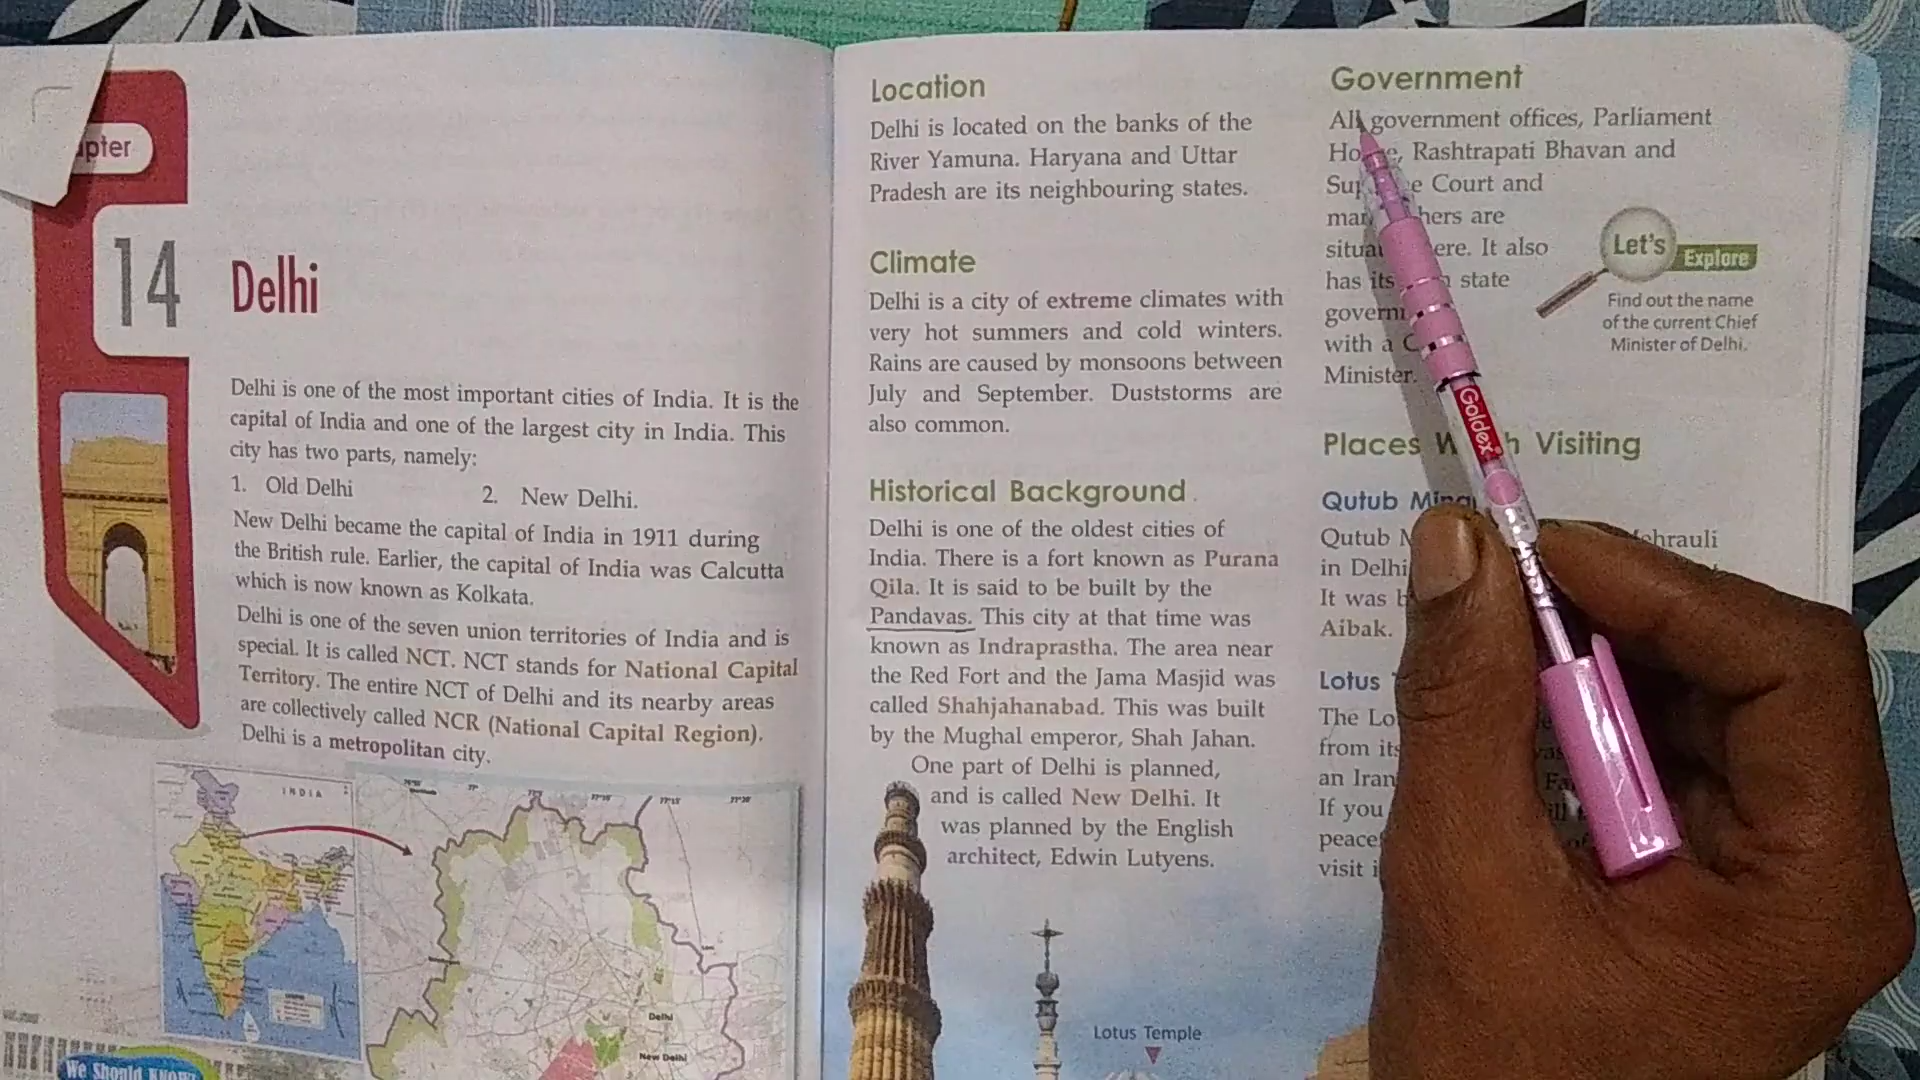 pter
14
Delhi
Delhi is one of the most important cities of India. It is the
capital of India and one of the largest city in India. This
city has two parts, namely:
1. Old Delhi
2. New Delhi.
New Delhi became the capital of India in 1911 during
the British rule. Earlier, the capital of India was Calcutta
which is now known as Kolkata.
Delhi is one of the seven union territories of India and is
special. It is called NCT. NCT stands for National Capital
Territory. The entire NCT of Delhi and its nearby areas
are collectively called NCR (National Capital Region).
Delhi is a metropolitan city.
INDIA
Delhi
New Delhi
We Should Know
Location
Delhi is located on the banks of the
River Yamuna. Haryana and Uttar
Pradesh are its neighbouring states.
Climate
Delhi is a city of extreme climates with
very hot summers and cold winters.
Rains are caused by monsoons between
July and September. Duststorms are
also common.
Historical Background
Delhi is one of the oldest cities of
India. There is a fort known as Purana
Qila. It is said to be built by the
Pandavas. This city at that time was
known as Indraprastha. The area near
the Red Fort and the Jama Masjid was
called Shahjahanabad. This was built
by the Mughal emperor, Shah Jahan.
One part of Delhi is planned,
and is called New Delhi. It
was planned by the English
architect, Edwin Lutyens.
Lotus Temple
Government
All government offices, Parliament
Rashtrapati Bhavan and
Court and
are
It also
has its state
with a
Minister.
Let's
Explore
Find out the name
of the current Chief
Minister of Delhi.
Places Visiting
Qutub
Qutub
in Delhi
It was
Aibak.
Lotus
The
from its
an
If you
visit
Goldex